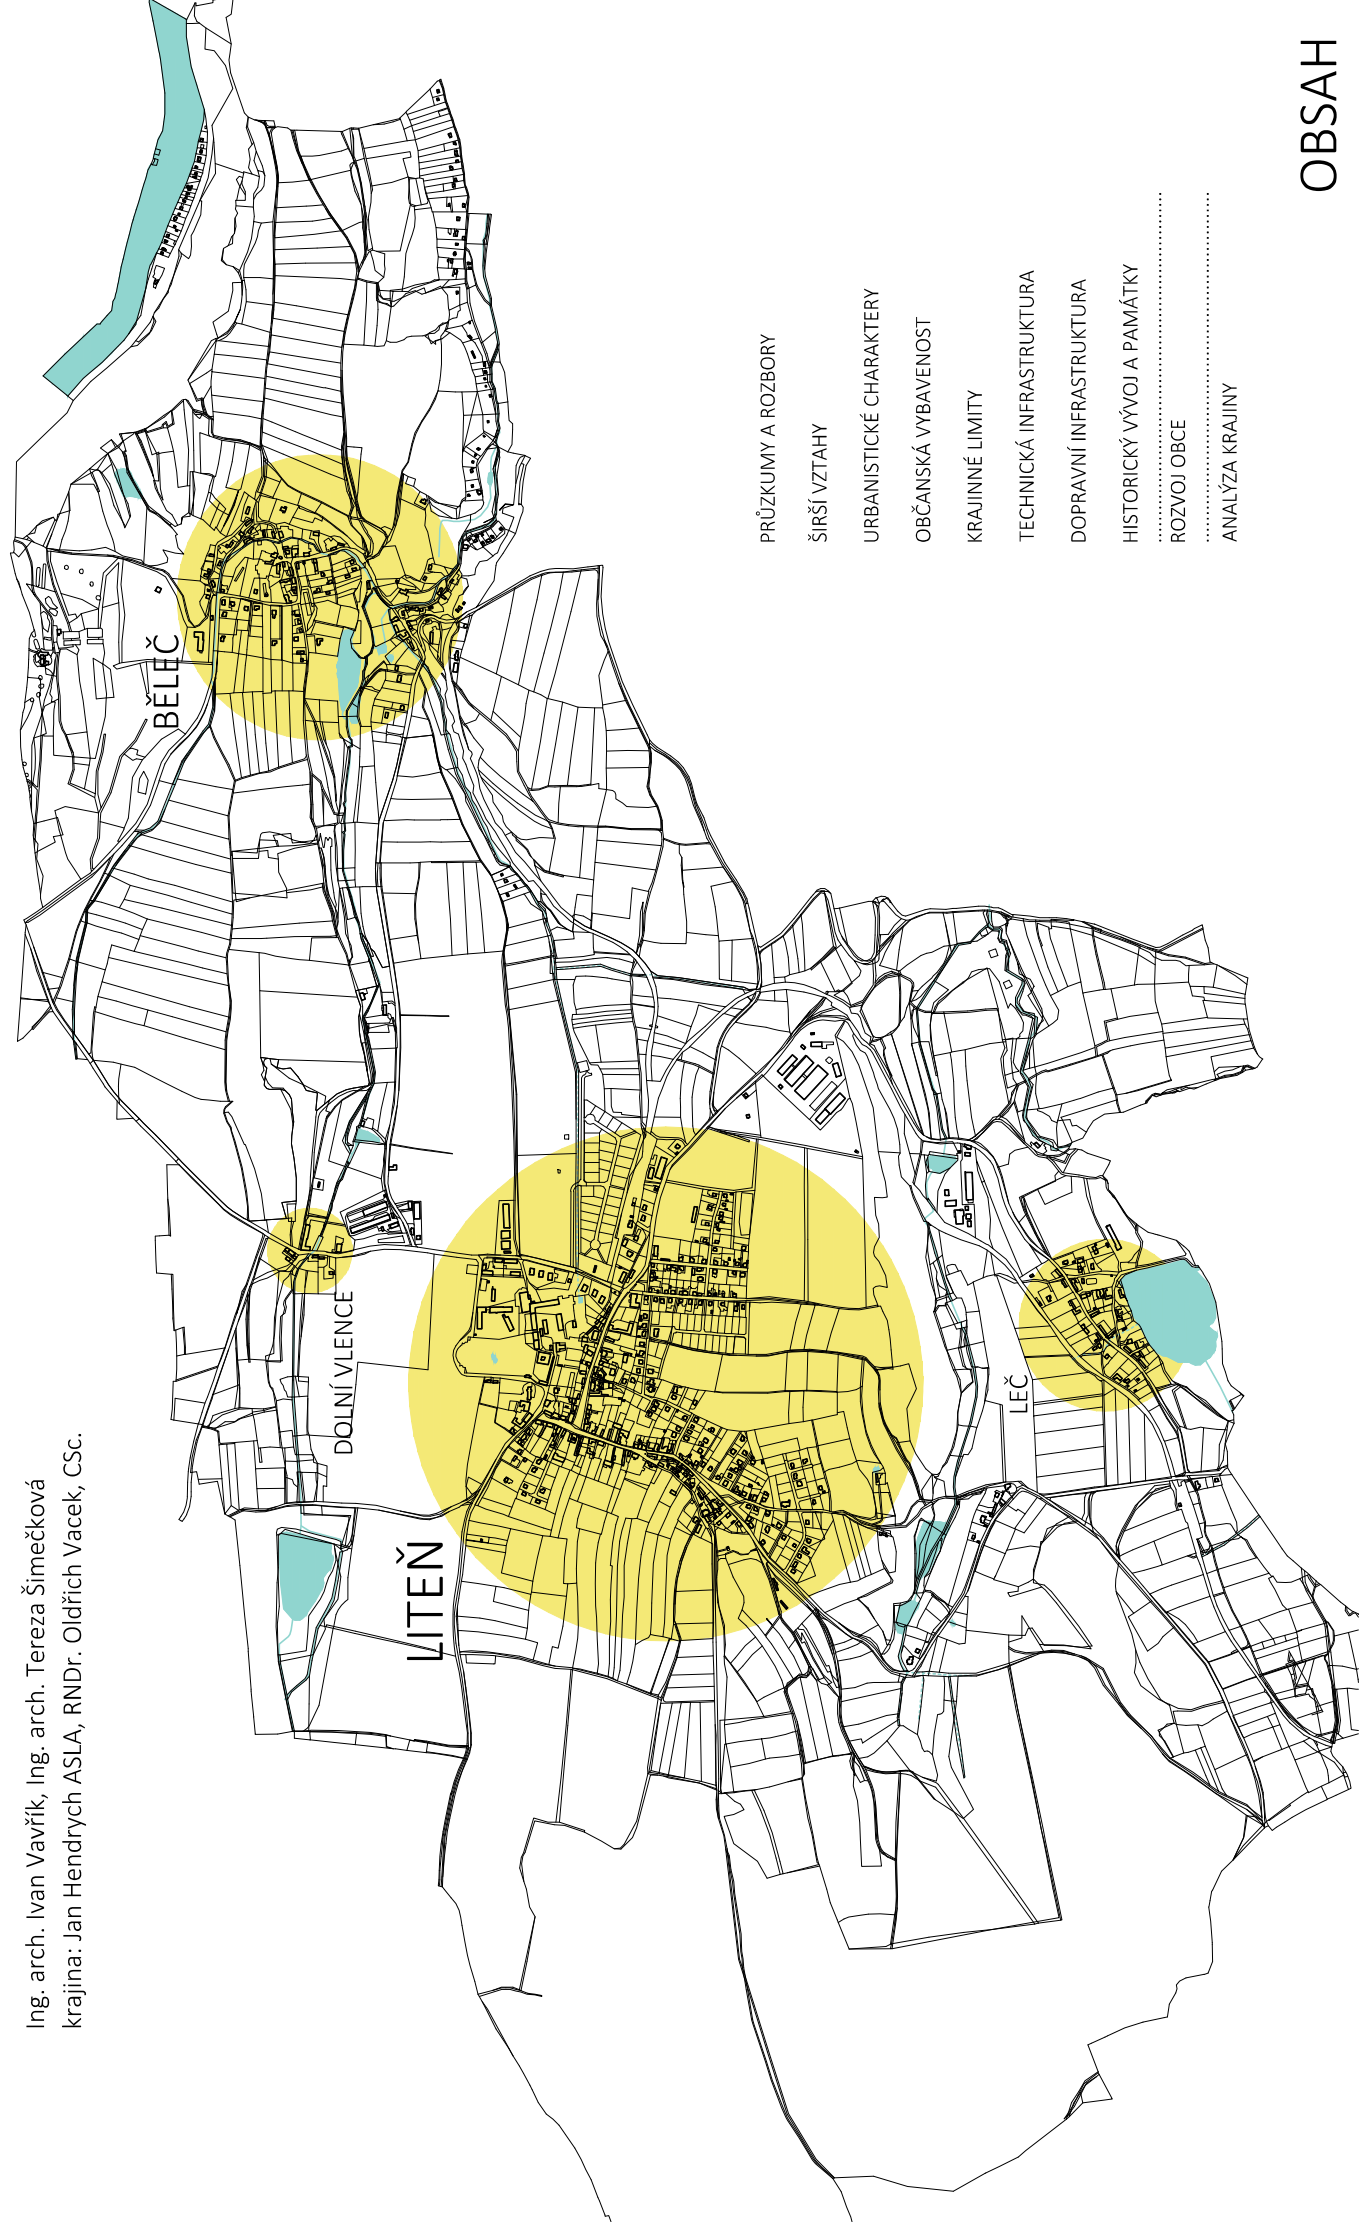 Ing. arch. Ivan Vavřík, Ing. arch. Tereza Šimečková
krajina: Jan Hendrych ASLA, RNDr. Oldřich Vacek, CSc.
BĚLEČ
DOLNÍ VLENCE
LITEŇ
LEČ
PRŮZKUMY A ROZBORY
ŠIRŠÍ VZTAHY
URBANISTICKÉ CHARAKTERY
OBČANSKÁ VYBAVENOST
KRAJINNÉ LIMITY
TECHNICKÁ INFRASTRUKTURA
DOPRAVNÍ INFRASTRUKTURA
HISTORICKÝ VÝVOJ A PAMÁTKY
ROZVOJ OBCE
ANALÝZA KRAJINY
OBSAH